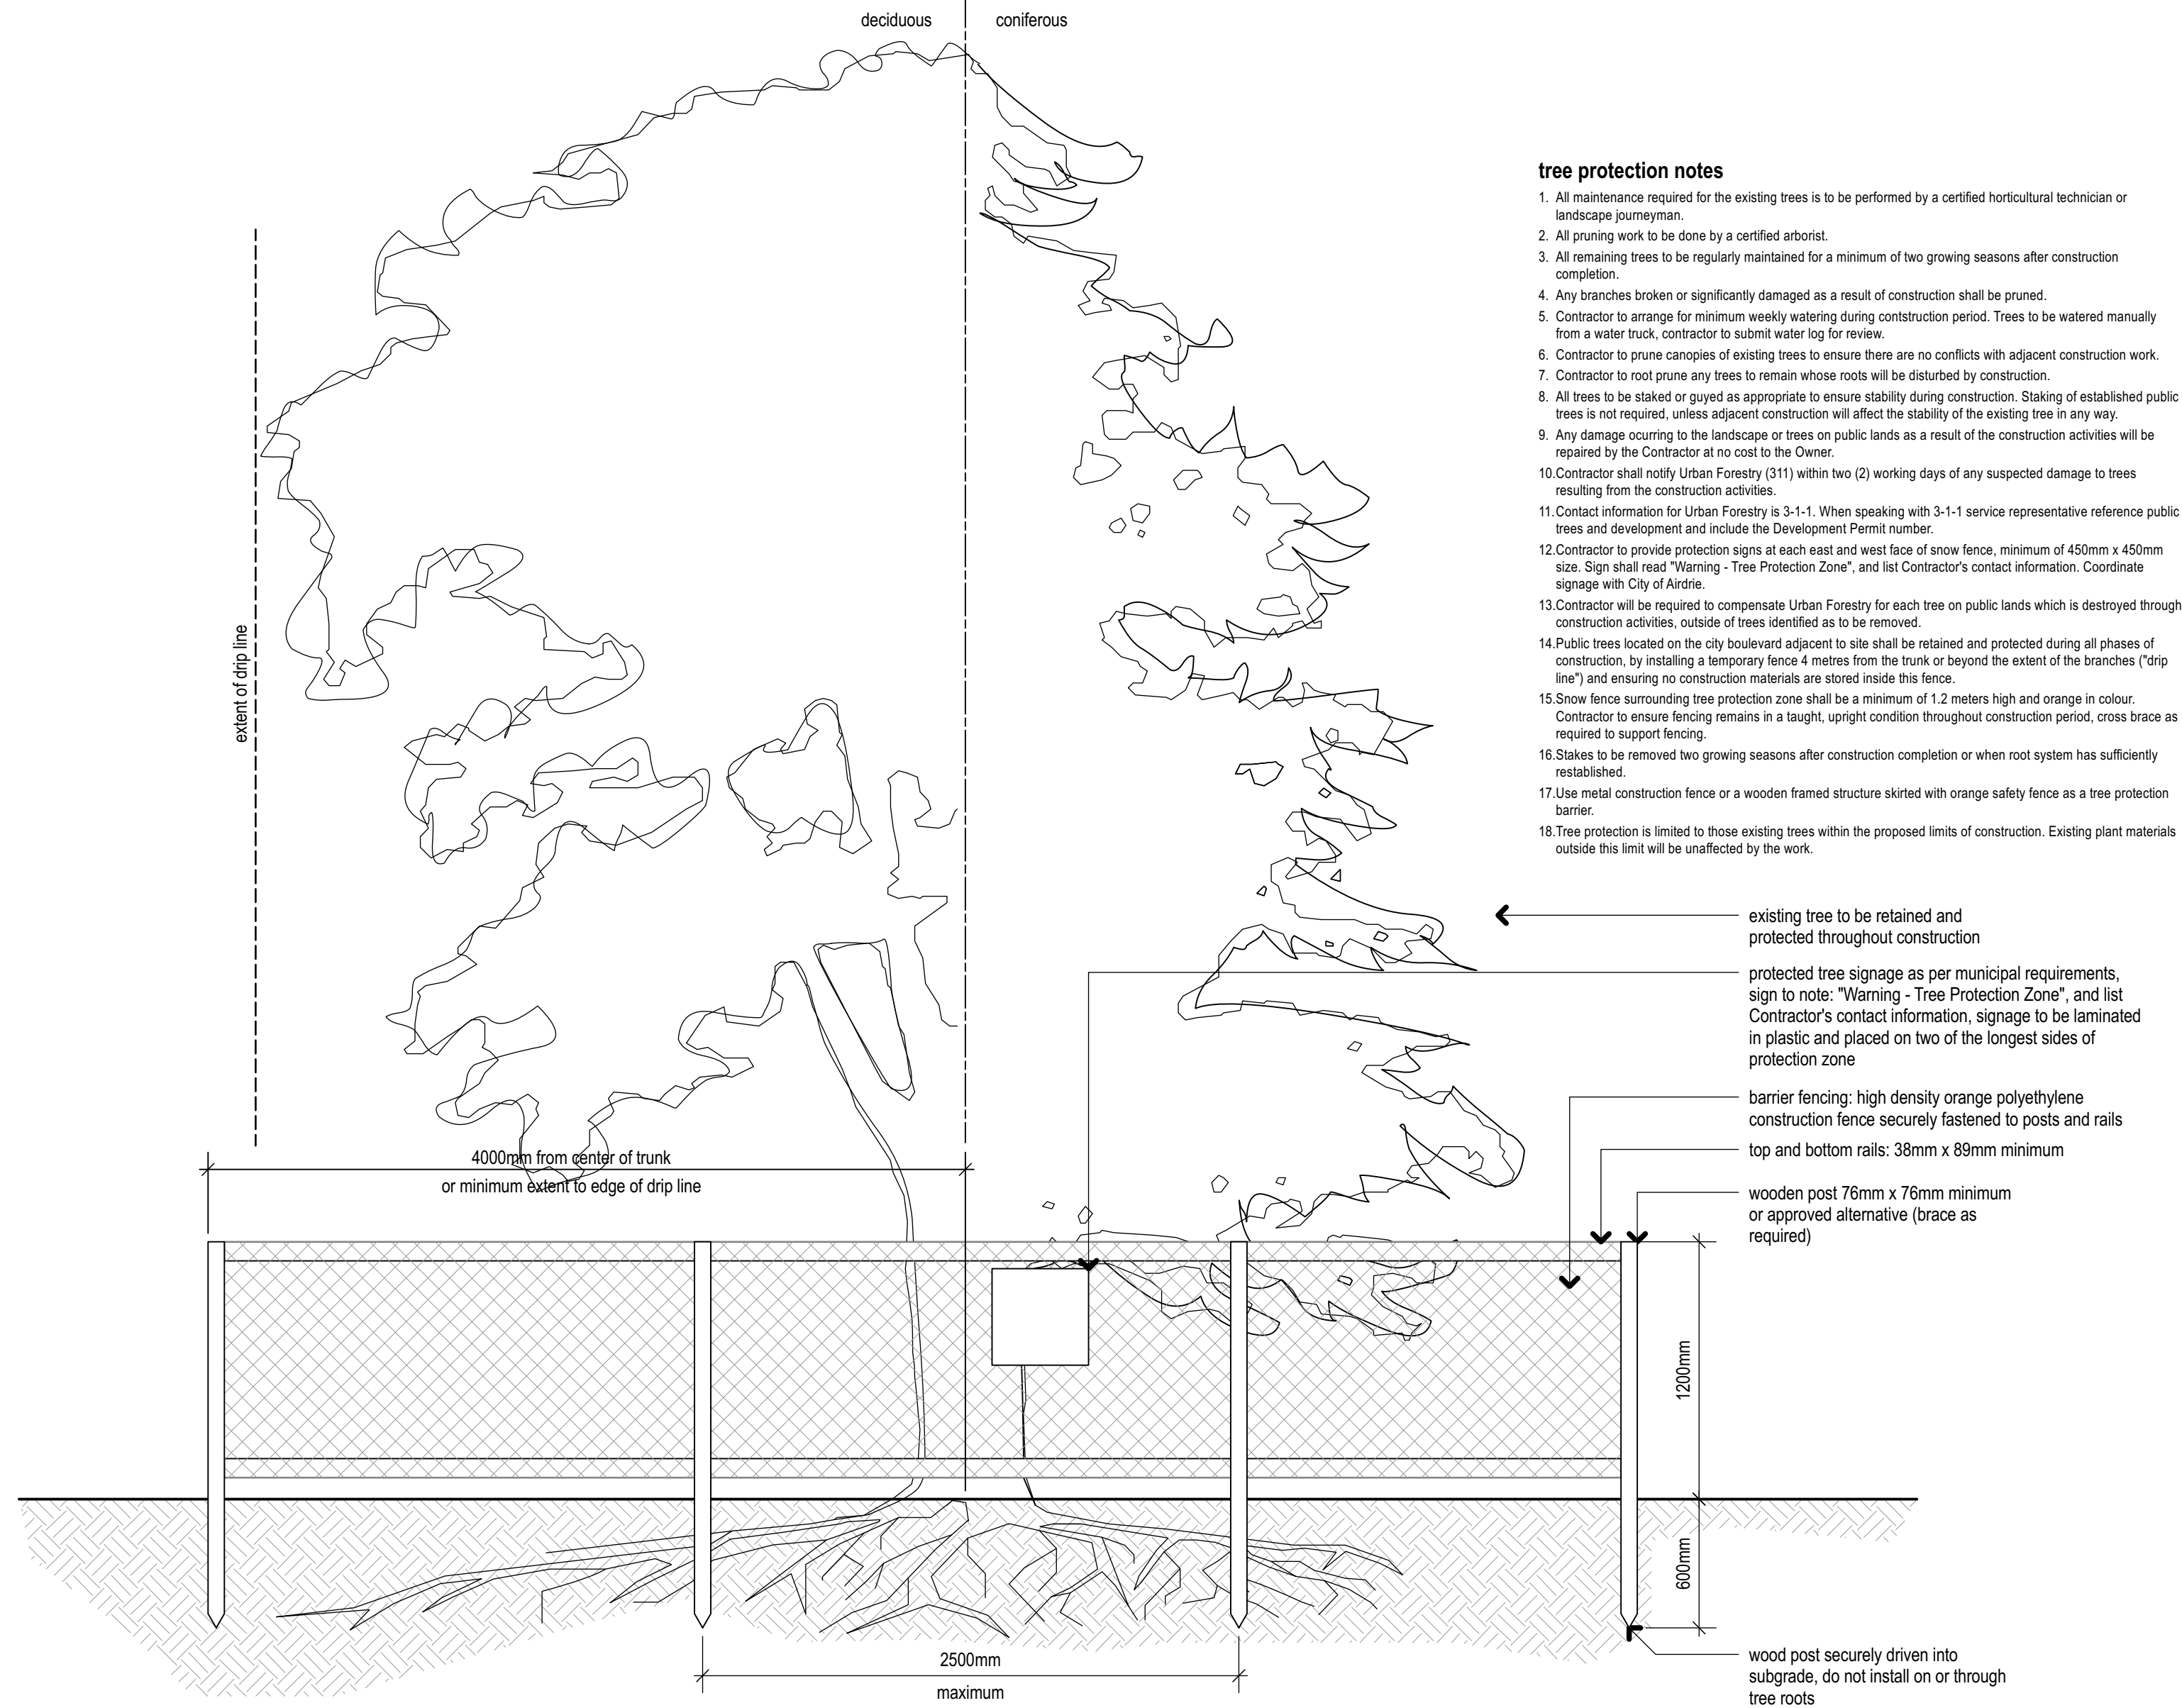 deciduous
coniferous
tree protection notes
1. All maintenance required for the existing trees is to be performed by a certified horticultural technician or
landscape journeyman.
2. All pruning work to be done by a certified arborist.
3. All remaining trees to be regularly maintained for a minimum of two growing seasons after construction
completion.
4. Any branches broken or significantly damaged as a result of construction shall be pruned.
5. Contractor to arrange for minimum weekly watering during contstruction period. Trees to be watered manually
from a water truck, contractor to submit water log for review.
6. Contractor to prune canopies of existing trees to ensure there are no conflicts with adjacent construction work.
7. Contractor to root prune any trees to remain whose roots will be disturbed by construction.
8. All trees to be staked or guyed as appropriate to ensure stability during construction. Staking of established public
trees is not required, unless adjacent construction will affect the stability of the existing tree in any way.
9. Any damage ocurring to the landscape or trees on public lands as a result of the construction activities will be
repaired by the Contractor at no cost to the Owner.
10.Contractor shall notify Urban Forestry (311) within two (2) working days of any suspected damage to trees
resulting from the construction activities.
11.Contact information for Urban Forestry is 3-1-1. When speaking with 3-1-1 service representative reference public
trees and development and include the Development Permit number.
12.Contractor to provide protection signs at each east and west face of snow fence, minimum of 450mm x 450mm
size. Sign shall read "Warning - Tree Protection Zone", and list Contractor's contact information. Coordinate
signage with City of Airdrie.
13.Contractor will be required to compensate Urban Forestry for each tree on public lands which is destroyed through
construction activities, outside of trees identified as to be removed.
14.Public trees located on the city boulevard adjacent to site shall be retained and protected during all phases of
construction, by installing a temporary fence 4 metres from the trunk or beyond the extent of the branches ("drip
line") and ensuring no construction materials are stored inside this fence.
15.Snow fence surrounding tree protection zone shall be a minimum of 1.2 meters high and orange in colour.
Contractor to ensure fencing remains in a taught, upright condition throughout construction period, cross brace as
required to support fencing.
16.Stakes to be removed two growing seasons after construction completion or when root system has sufficiently
restablished.
17.Use metal construction fence or a wooden framed structure skirted with orange safety fence as a tree protection
barrier.
18.Tree protection is limited to those existing trees within the proposed limits of construction. Existing plant materials
outside this limit will be unaffected by the work.
extent of drip line
existing tree to be retained and
protected throughout construction
protected tree signage as per municipal requirements,
sign to note: "Warning - Tree Protection Zone", and list
Contractor's contact information, signage to be laminated
in plastic and placed on two of the longest sides of
protection zone
barrier fencing: high density orange polyethylene
construction fence securely fastened to posts and rails
top and bottom rails: 38mm x 89mm minimum
wooden post 76mm x 76mm minimum
or approved alternative (brace as
required)
4000mm from center of trunk
or minimum extent to edge of drip line
1200mm
600mm
2500mm
maximum
wood post securely driven into
subgrade, do not install on or through
tree roots